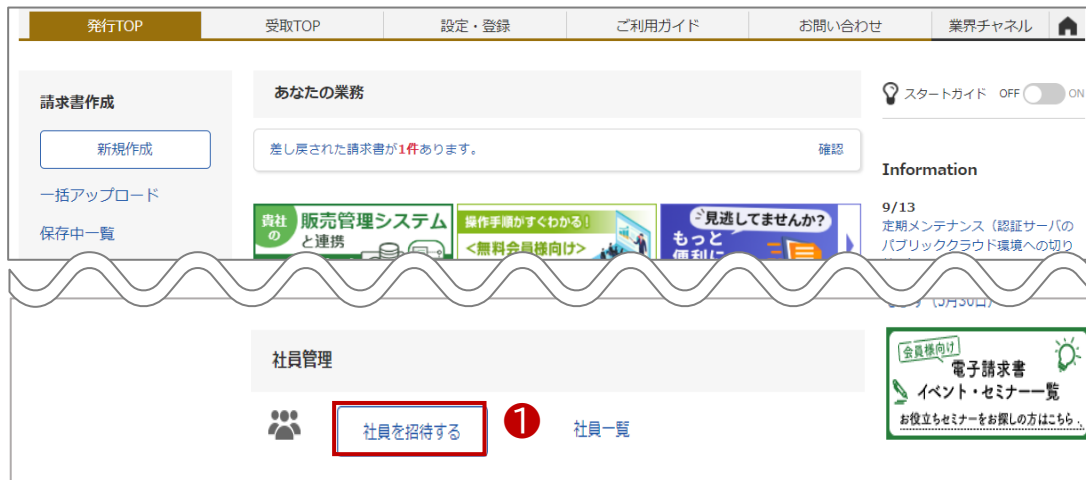 発行TOP
受取TOP
設定・登録
ご利用ガイド
お問い合わせ
業界チャネル
請求書作成
新規作成
一括アップロード
保存中一覧
あなたの業務
差し戻された請求書が1件あります。
確認
貴社の
販売管理システム
と連携
操作手順がすぐわかる!
<無料会員様向け>
見逃してませんか?
もっと
便利に
スタートガイド OFF ON
Information
9/13
定期メンテナンス(認証サーバの
パブリッククラウド環境への切り
(5月30日)
社員管理
社員を招待する
1
社員一覧
会員様向け
電子請求書
イベント・セミナー一覧
お役立ちセミナーをお探しの方はこちら